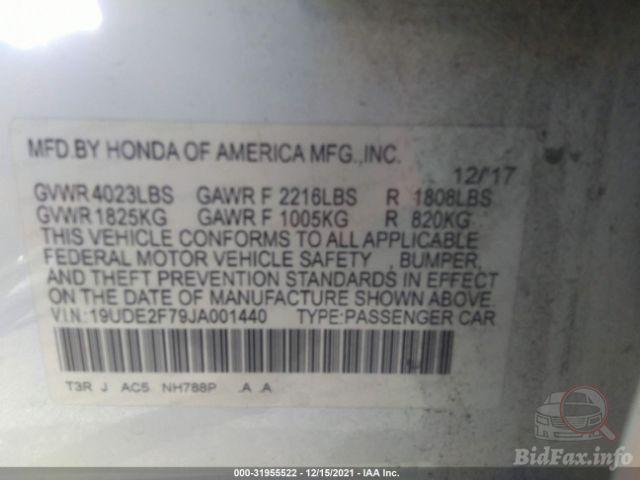 MFD.BY HONDA OF AMERICA MFG.,INC.
12/'17
GVWR 4023LBS GAWR F 2216LBS R 1808LBS
GVWR 1825KG GAWR F 1005KG R 820KG
THIS VEHICLE CONFORMS TO ALL APPLICABLE
FEDERAL MOTOR VEHICLE SAFETY , BUMPER,
AND THEFT PREVENTION STANDARDS IN EFFECT
ON THE DATE OF MANUFACTURE SHOWN ABOVE.
V.I.N.:19UDE2F79JA001440 TYPE:PASSENGER CAR
T3R J AC5 NH788P .A .A
BidFax.info
000-31955522 - 12/15/2021 - IAA Inc.